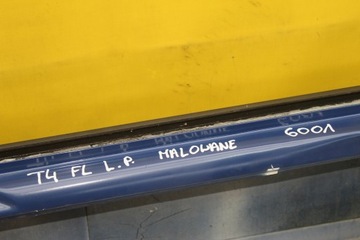 T4 FL L.P. MALOWANE 6001